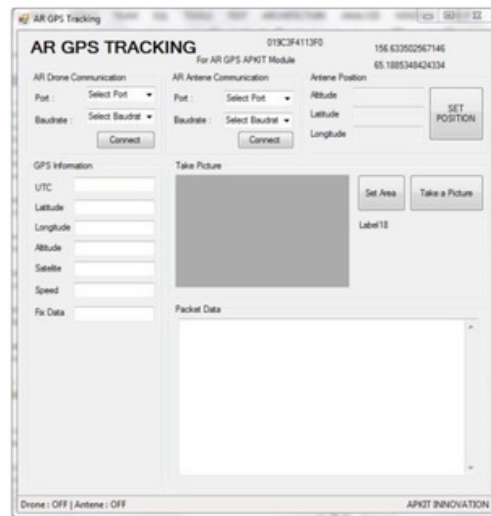 AR GPS Tracking
AR GPS TRACKING
019C3F4113F0
For AR GPS APKIT Module
156.633502567146
65.1885348424334
AR Drone Communication
Port :
Select Port
Baudrate :
Select Baudrat
Connect
AR Antene Communication
Port :
Select Port
Baudrate :
Select Baudrat
Connect
Antene Position
Altitude
Latitude
Longitude
SET
POSITION
GPS Information
UTC
Latitude
Longitude
Altitude
Satelite
Speed
Fix Data
Take Picture
Set Area
Take a Picture
Label18
Packet Data
Drone : OFF | Antene : OFF
APKIT INNOVATION